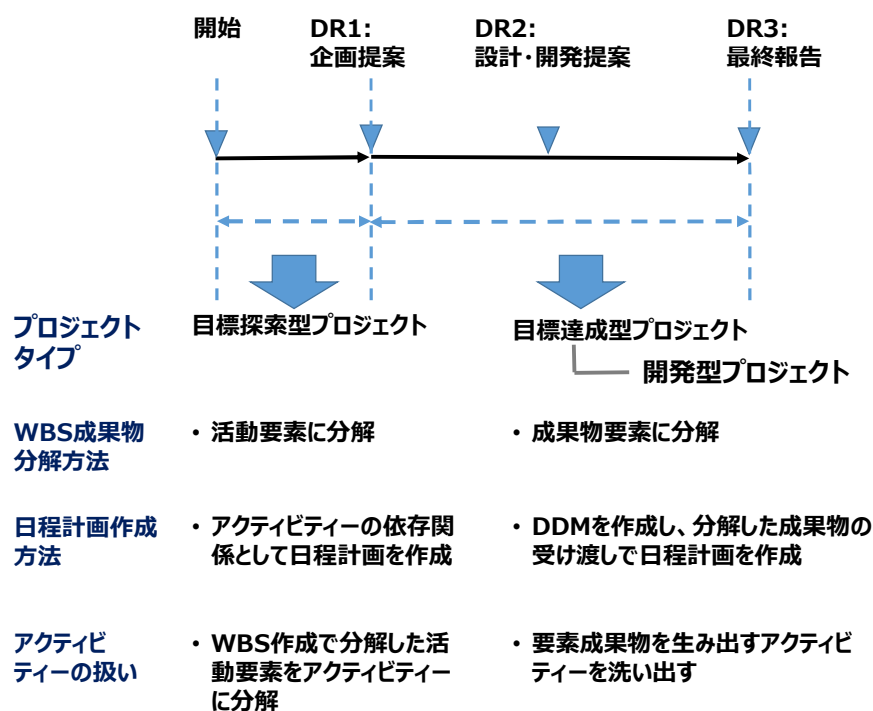 開始
DR1:
企画提案
DR2:
設計・開発提案
DR3:
最終報告
プロジェクト
タイプ
目標探索型プロジェクト
目標達成型プロジェクト
開発型プロジェクト
WBS成果物
分解方法
・ 活動要素に分解
・ 成果物要素に分解
日程計画作成
方法
・ アクティビティーの依存関
係として日程計画を作成
・ DDMを作成し、分解した成果物の
受け渡しで日程計画を作成
アクティビ
ティーの扱い
・ WBS作成で分解した活
動要素をアクティビティー
に分解
・ 要素成果物を生み出すアクティビ
ティーを洗い出す